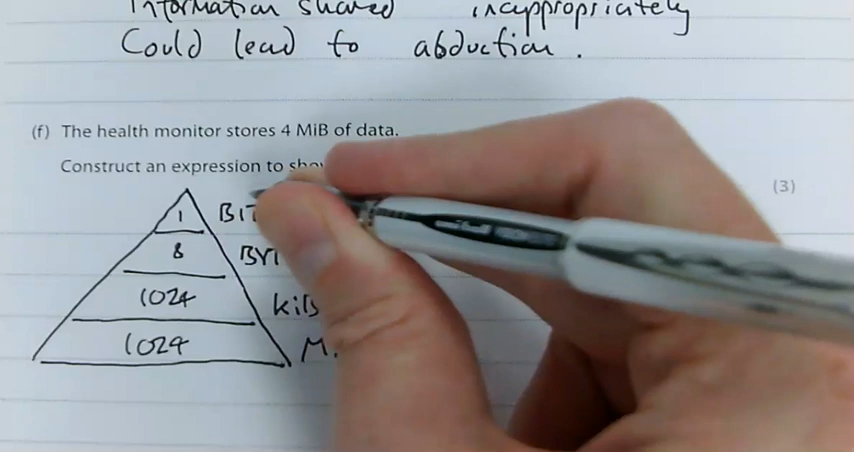 Information shared inappropriately
Could lead to abduction.
(f) The health monitor stores 4 MiB of data.
Construct an expression to
(3)
1 BIT
8
1024
1024